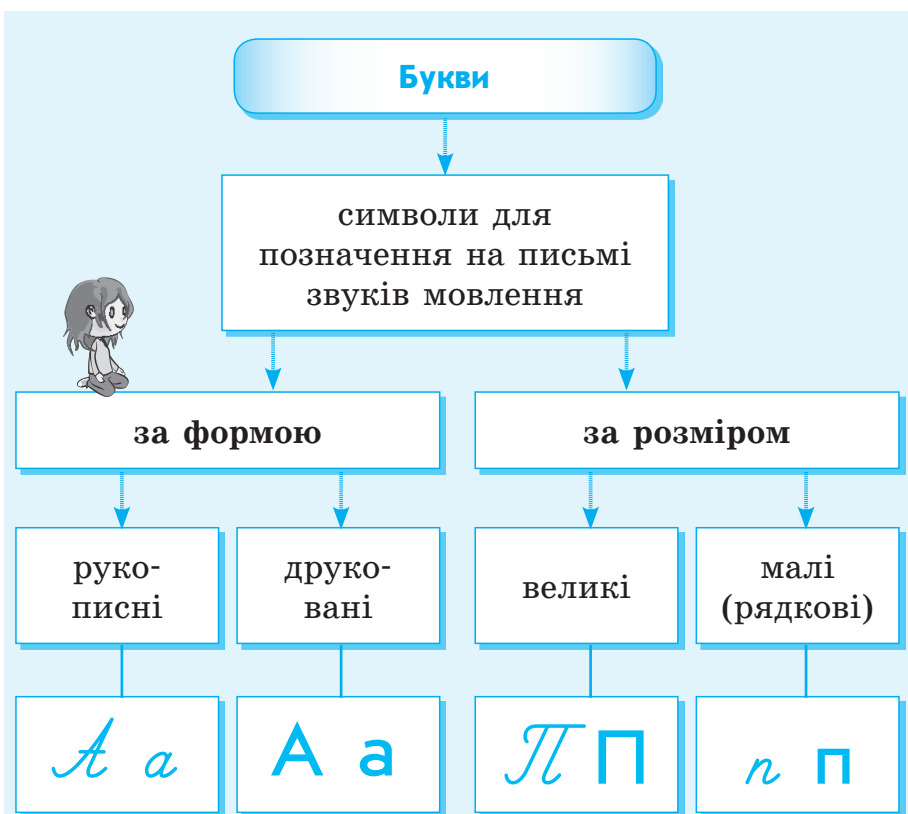 Букви
символи для
позначення на письмі
звуків мовлення
за формою
за розміром
руко-
писні
друко-
вані
великі
малі
(рядкові)
А а
А а
П П
п п